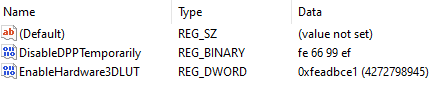 Name Type Data
(Default) REG_SZ (value not set)
DisableDPPTemporarily REG_BINARY fe 66 99 ef
EnableHardware3DLUT REG_DWORD 0xfeadbce1 (4272798945)